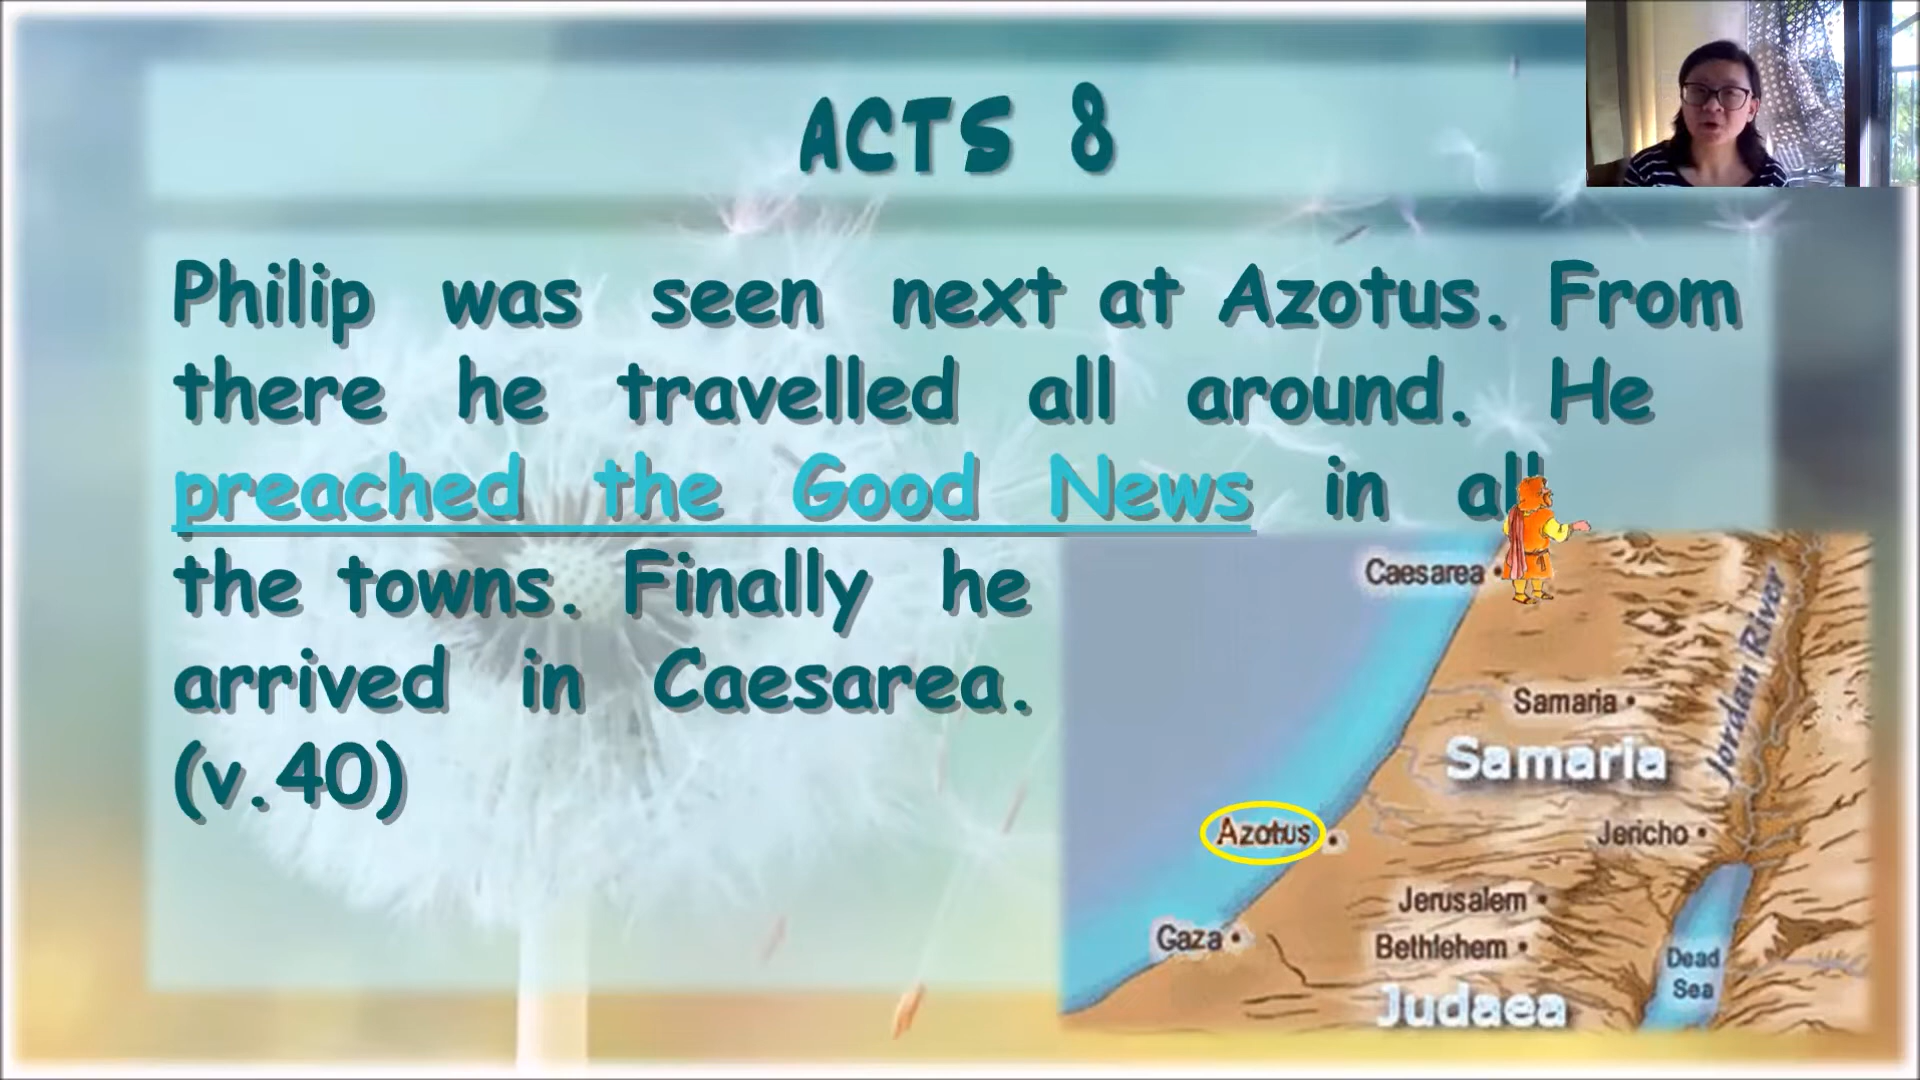 ACTS 8
Philip was seen next at Azotus. From
there he travelled all around. He
preached the Good News in all
the towns. Finally he
arrived in Caesarea.
(v.40)
Caesarea
Jordan River
Samaria
Samaria
Azotus
Jericho
Jerusalem
Gaza
Bethlehem
Dead
Sea
Judaea